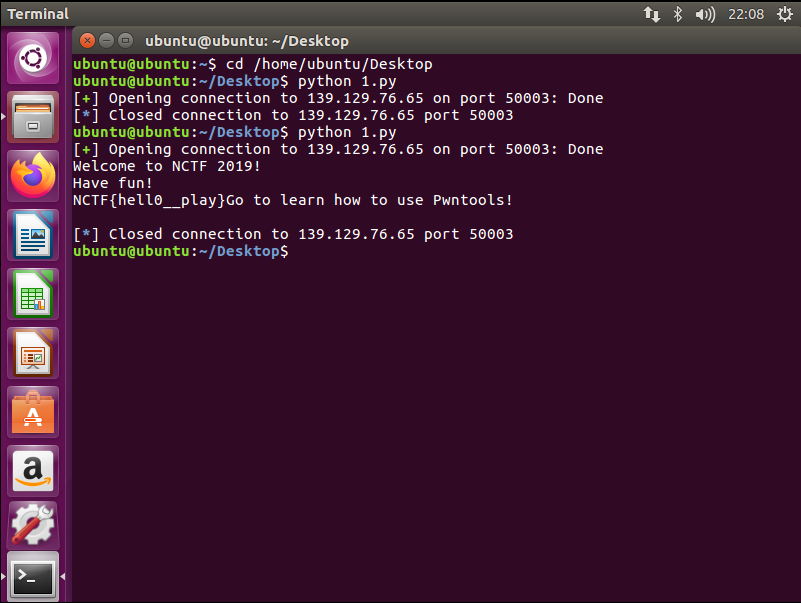 Terminal
22:08
ubuntu@ubuntu: ~/Desktop
ubuntu@ubuntu:~$ cd /home/ubuntu/Desktop
ubuntu@ubuntu:~/Desktop$ python 1.py
[+] Opening connection to 139.129.76.65 on port 50003: Done
[*] Closed connection to 139.129.76.65 port 50003
ubuntu@ubuntu:~/Desktop$ python 1.py
[+] Opening connection to 139.129.76.65 on port 50003: Done
Welcome to NCTF 2019!
Have fun!
NCTF{hell0__play}Go to learn how to use Pwntools!
[*] Closed connection to 139.129.76.65 port 50003
ubuntu@ubuntu:~/Desktop$